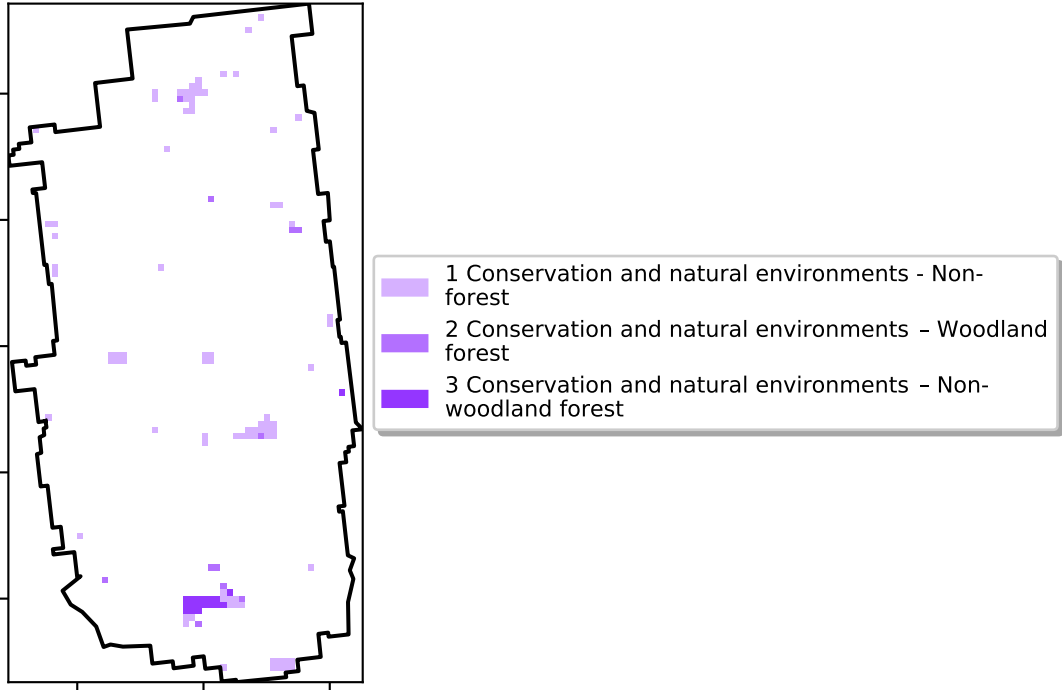 1 Conservation and natural environments - Non-
forest
2 Conservation and natural environments – Woodland
forest
3 Conservation and natural environments – Non-
woodland forest